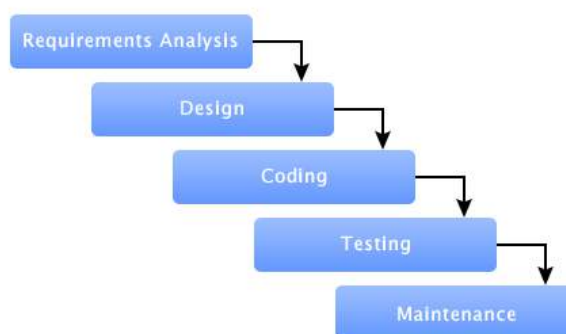 Requirements Analysis
Design
Coding
Testing
Maintenance